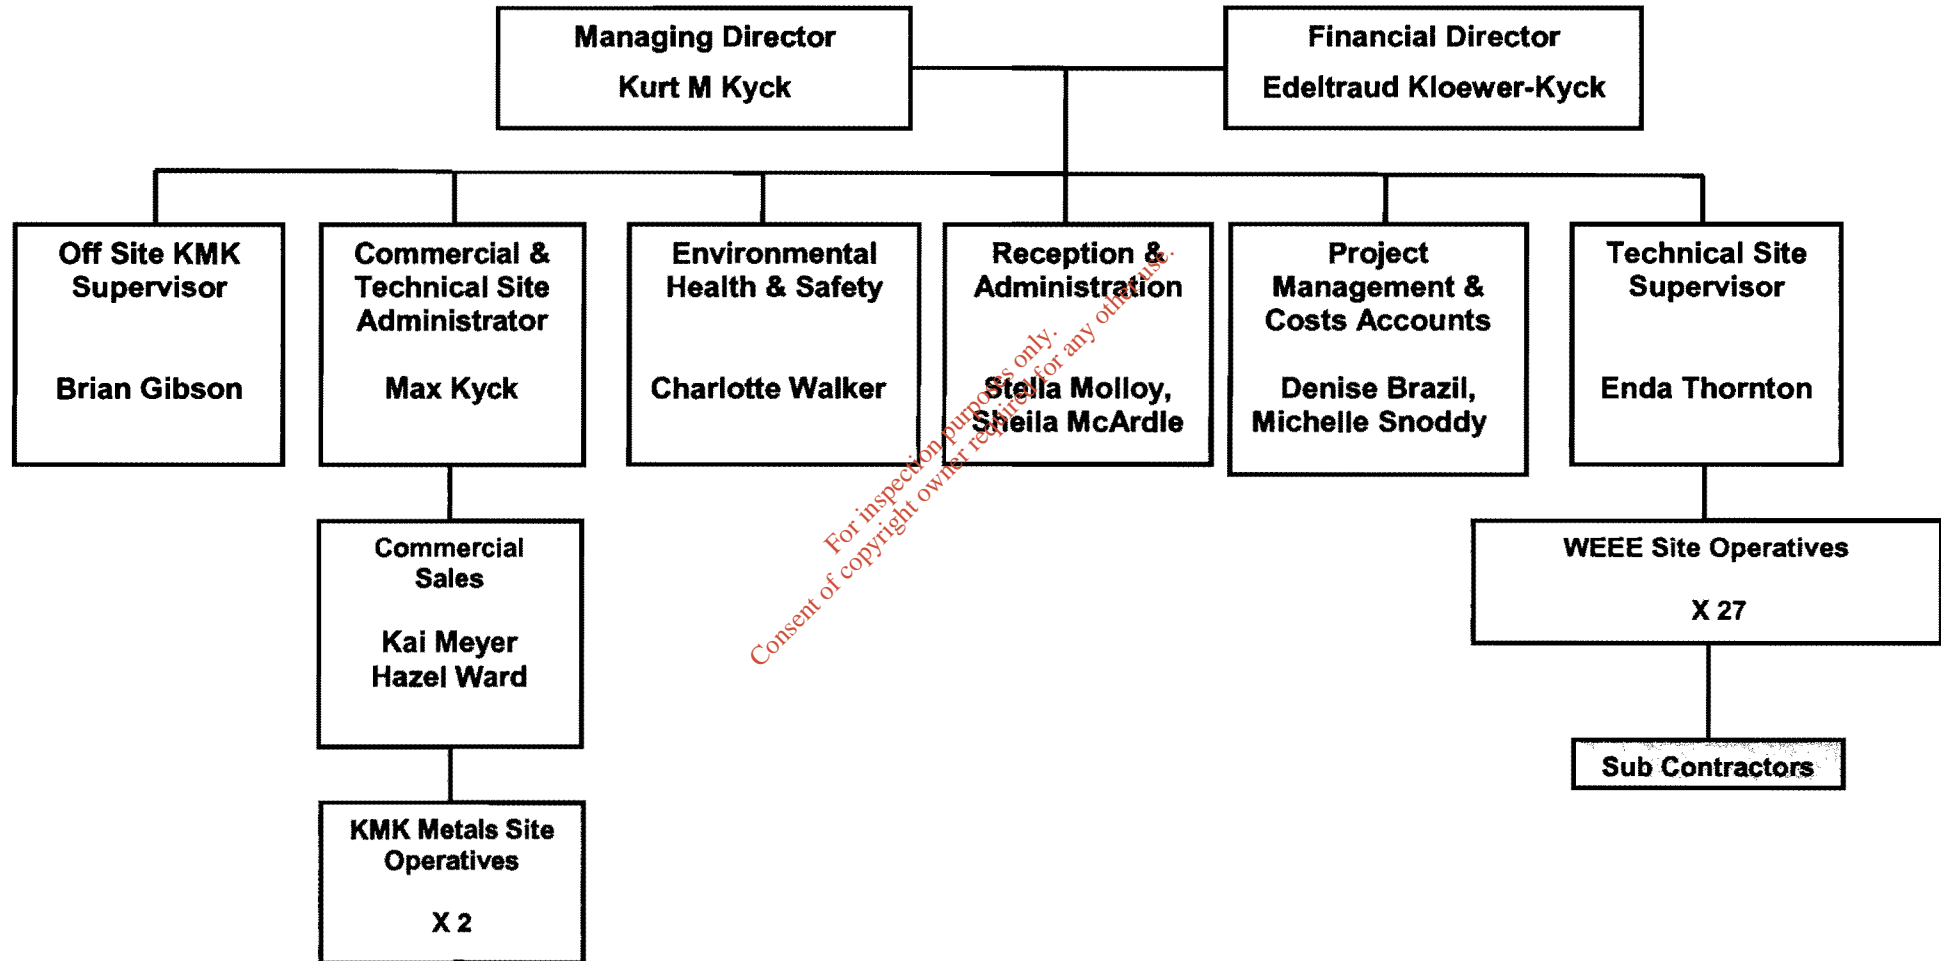 Managing Director
Kurt M Kyck
Financial Director
Edeltraud Kloewer-Kyck
Off Site KMK
Supervisor
Brian Gibson
Commercial &
Technical Site
Administrator
Max Kyck
Environmental
Health & Safety
Charlotte Walker
Reception &
Administration
Stella Molloy,
Sheila McArdle
Project
Management &
Costs Accounts
Denise Brazil,
Michelle Snoddy
Technical Site
Supervisor
Enda Thornton
For inspection purposes only.
Consent of copyright owner required for any other use.
Commercial
Sales
Kai Meyer
Hazel Ward
WEEE Site Operatives
X 27
Sub Contractors
KMK Metals Site
Operatives
X 2